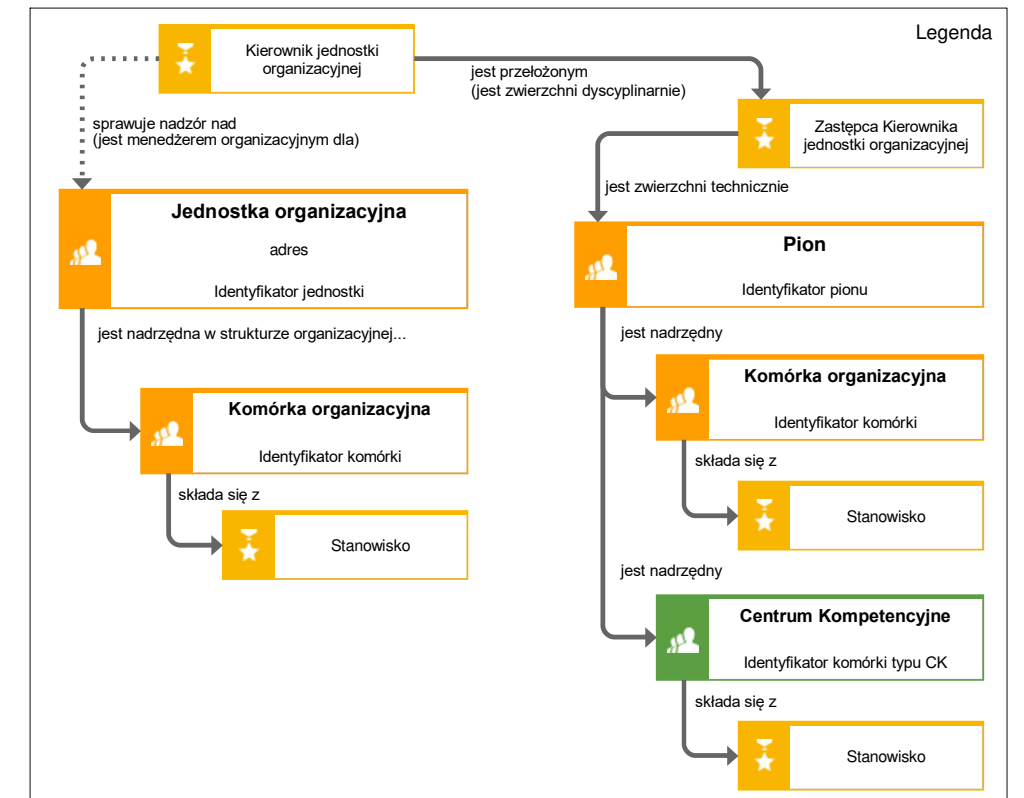 Legenda
Kierownik jednostki
organizacyjnej
jest przełożonym
(jest zwierzchni dyscyplinarnie)
sprawuje nadzór nad
(jest menedżerem organizacyjnym dla)
Zastępca Kierownika
jednostki organizacyjnej
jest zwierzchni technicznie
Jednostka organizacyjna
adres
Identyfikator jednostki
Pion
Identyfikator pionu
jest nadrzędna w strukturze organizacyjnej...
jest nadrzędny
Komórka organizacyjna
Identyfikator komórki
Komórka organizacyjna
Identyfikator komórki
składa się z
składa się z
Stanowisko
Stanowisko
jest nadrzędny
Centrum Kompetencyjne
Identyfikator komórki typu CK
składa się z
Stanowisko